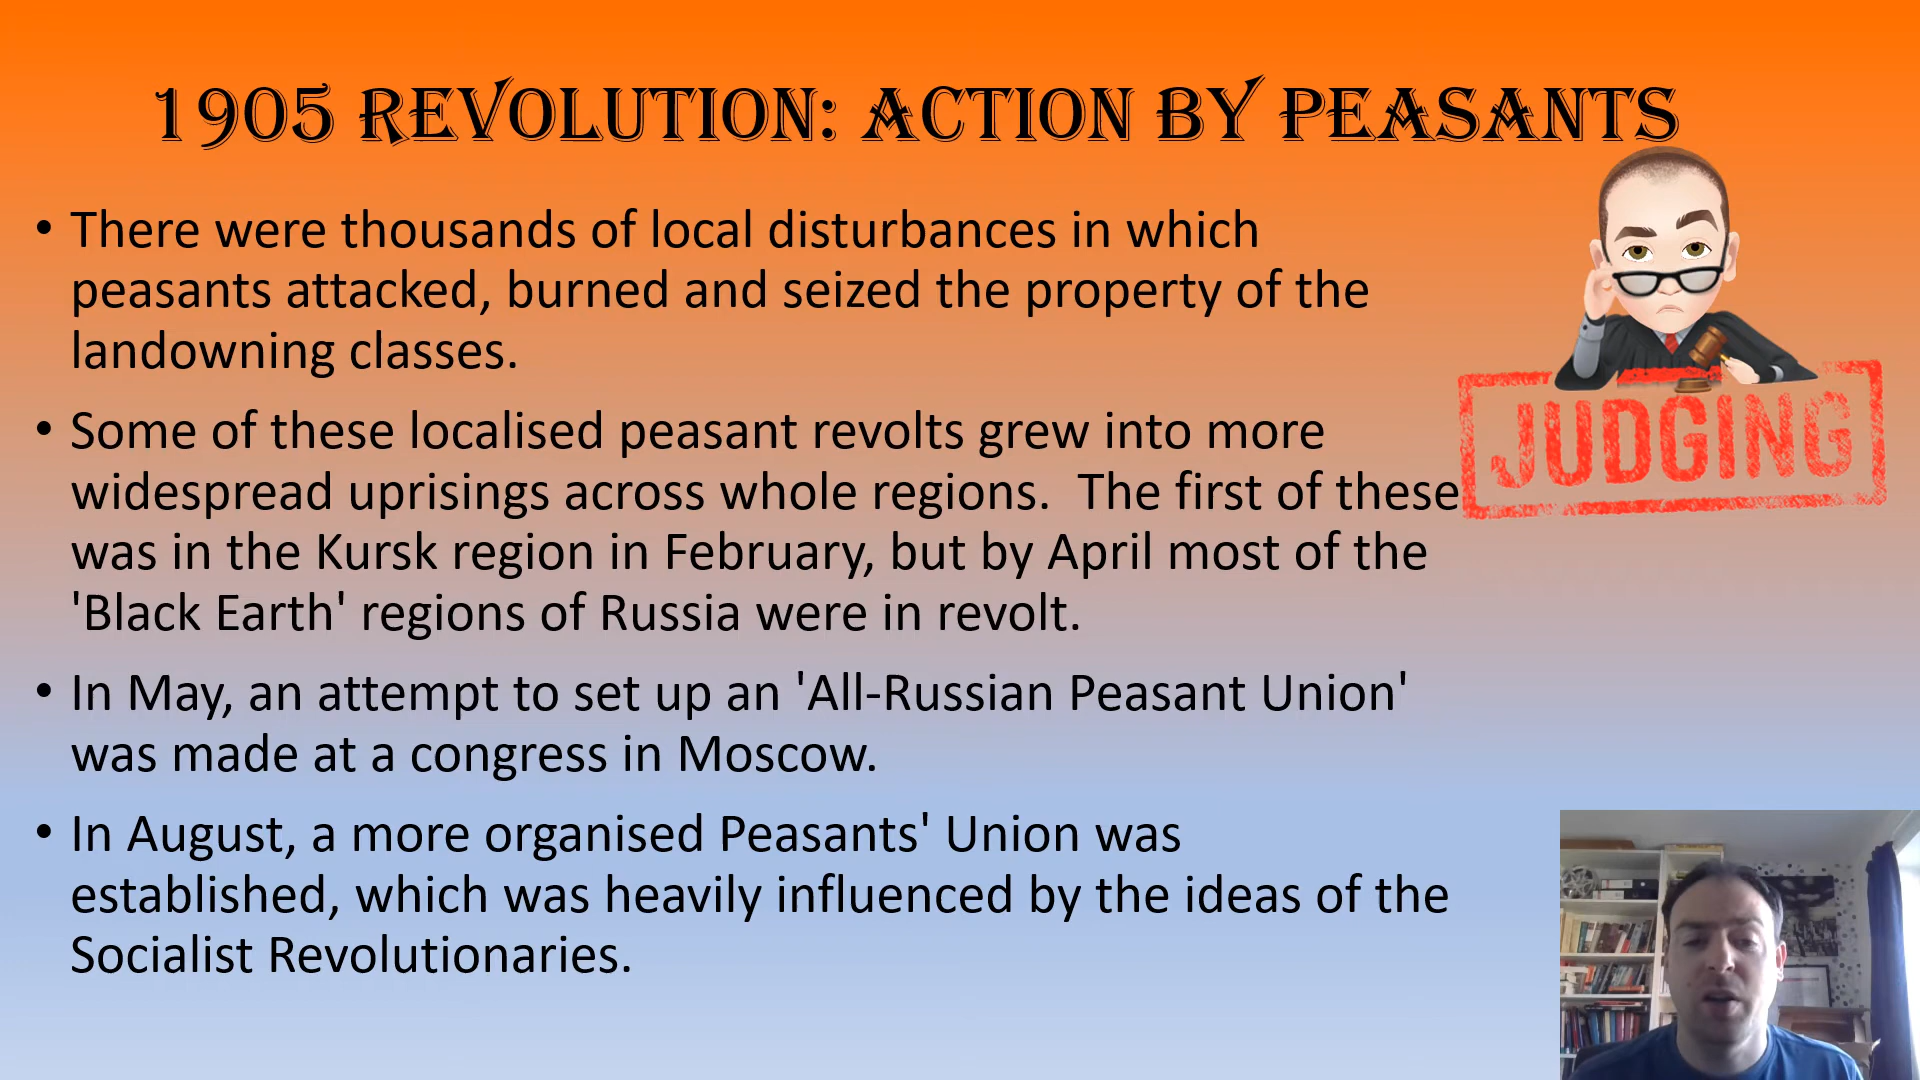 1905 Revolution: Action by Peasants
• There were thousands of local disturbances in which
peasants attacked, burned and seized the property of the
landowning classes.
• Some of these localised peasant revolts grew into more
widespread uprisings across whole regions.  The first of these
was in the Kursk region in February, but by April most of the
'Black Earth' regions of Russia were in revolt.
• In May, an attempt to set up an 'All-Russian Peasant Union'
was made at a congress in Moscow.
• In August, a more organised Peasants' Union was
established, which was heavily influenced by the ideas of the
Socialist Revolutionaries.
JUDGING